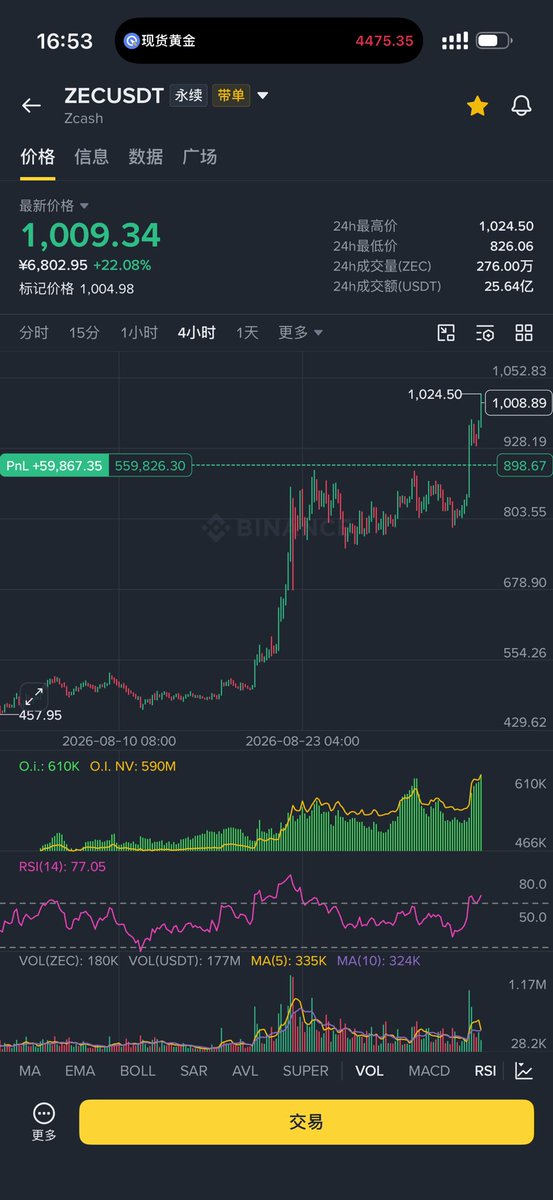 16:53
现货黄金 4475.35
ZECUSDT 永续 带单
Zcash
价格 信息 数据 广场
最新价格
1,009.34
¥6,802.95 +22.08%
标记价格 1,004.98
24h最高价 1,024.50
24h最低价 826.06
24h成交量(ZEC) 276.00万
24h成交额(USDT) 25.64亿
分时 15分 1小时 4小时 1天 更多
1,052.83
1,024.50
1,008.89
928.19
PnL +59,867.35 559,826.30 898.67
803.55
BINANCE
678.90
554.26
457.95
429.62
2026-08-10 08:00 2026-08-23 04:00
O.i.: 610K O.I. NV: 590M
610K
466K
RSI(14): 77.05
80.0
50.0
VOL(ZEC): 180K VOL(USDT): 177M MA(5): 335K MA(10): 324K
1.17M
28.2K
MA EMA BOLL SAR AVL SUPER VOL MACD RSI
更多
交易